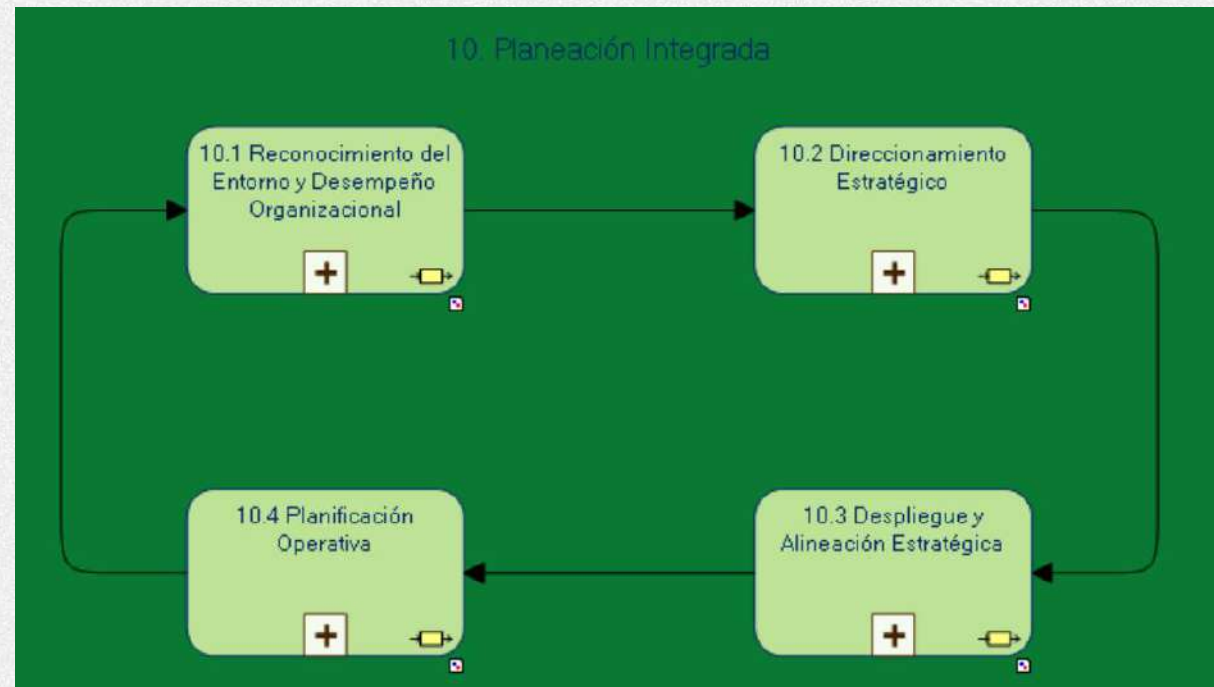 10. Planeación Integrada
10.1 Reconocimiento del
Entorno y Desempeño
Organizacional
10.2 Direccionamiento
Estratégico
10.4 Planificación
Operativa
10.3 Despliegue y
Alineación Estratégica